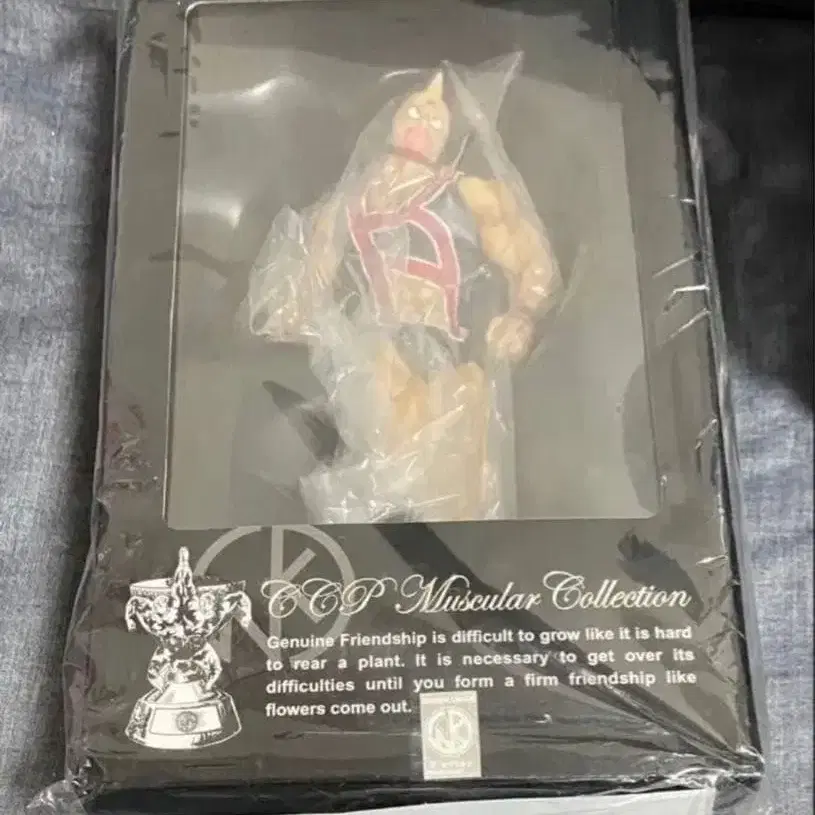 CCP Muscular Collection
Genuine Friendship is difficult to grow like it is hard
to rear a plant. It is necessary to get over its
difficulties until you form a firm friendship like
flowers come out.